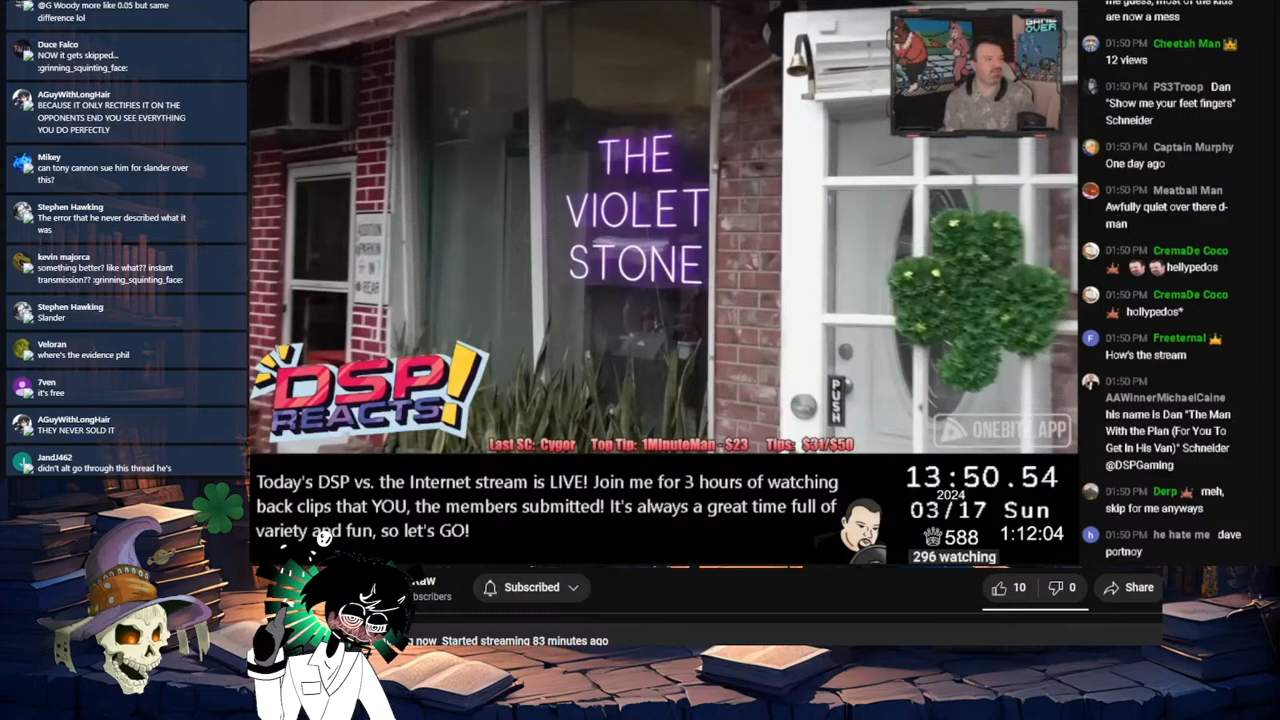 @G Woody more like 0.05 but same
difference lol
Duce Falco
NOW it gets skipped...
:grinning_squinting_face:
AGuyWithLongHair
BECAUSE IT ONLY RECTIFIES IT ON THE
OPPONENTS END YOU SEE EVERYTHING
YOU DO PERFECTLY
Mikey
can tony cannon sue him for slander over
this?
Stephen Hawking
The error that he never described what it
was
kevin majorca
something better? like what?? instant
transmission?? :grinning_squinting_face:
Stephen Hawking
Slander
Veloran
where's the evidence phil
7ven
it's free
AGuyWithLongHair
THEY NEVER SOLD IT
JandJ462
didn't alt go through this thread he's
THE
VIOLET
STONE
PARKING
IN
REAR
PUSH
GAME
OVER
DSP
REACTS!
ONEBIT.APP
Last SC: Cygor Top Tip: 1MinuteMan - $23 Tips: $31/$50
Today's DSP vs. the Internet stream is LIVE! Join me for 3 hours of watching
back clips that YOU, the members submitted! It's always a great time full of
variety and fun, so let's GO!
13:50.54
2024
03/17 Sun
588
1:12:04
296 watching
Subscribed
10
0
Share
now Started streaming 83 minutes ago
me guess, most of the kids
are now a mess
01:50 PM Cheetah Man
12 views
01:50 PM PS3Troop Dan
"Show me your feet fingers"
Schneider
01:50 PM Captain Murphy
One day ago
01:50 PM Meatball Man
Awfully quiet over there d-
man
01:50 PM CremaDe Coco
hellypedos
01:50 PM CremaDe Coco
hollypedos*
01:50 PM Freeternal
How's the stream
01:50 PM
AAWinnerMichaelCaine
his name is Dan "The Man
With the Plan (For You To
Get In His Van)" Schneider
@DSPGaming
01:50 PM Derp meh,
skip for me anyways
01:50 PM he hate me dave
portnoy